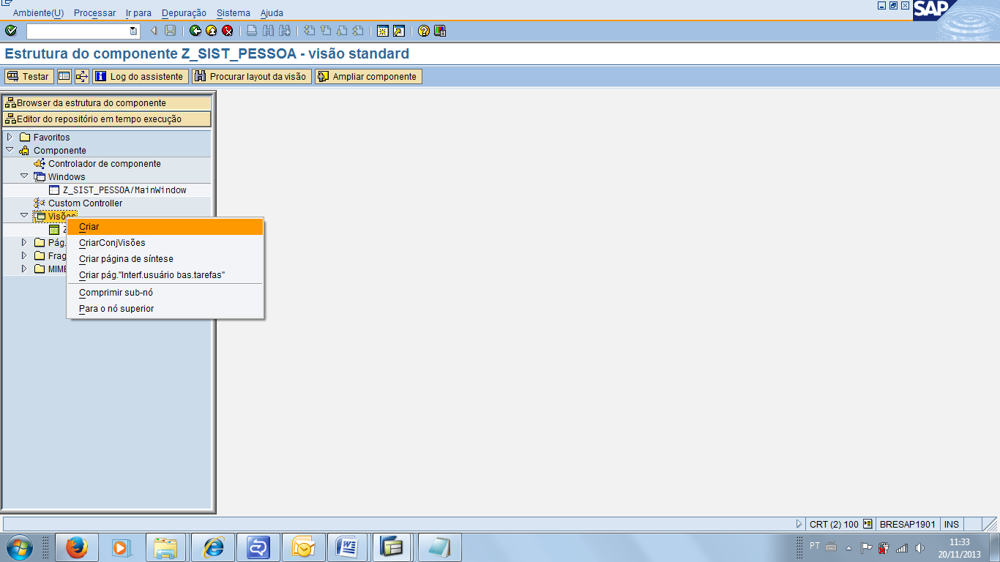 Ambiente(U) Processar Ir para Depuração Sistema Ajuda
SAP
Estrutura do componente Z_SIST_PESSOA - visão standard
Testar Log do assistente Procurar layout da visão Ampliar componente
Browser da estrutura do componente
Editor do repositório em tempo execução
Favoritos
Componente
Controlador de componente
Windows
Z_SIST_PESSOA/MainWindow
Custom Controller
Visões
Criar
Z
CriarConjVisões
Pág.
Criar página de síntese
Frag
Criar pág."Interf.usuário bas.tarefas"
MIME
Comprimir sub-nó
Para o nó superior
CRT (2) 100 BRESAP1901 INS
PT 11:33
20/11/2013